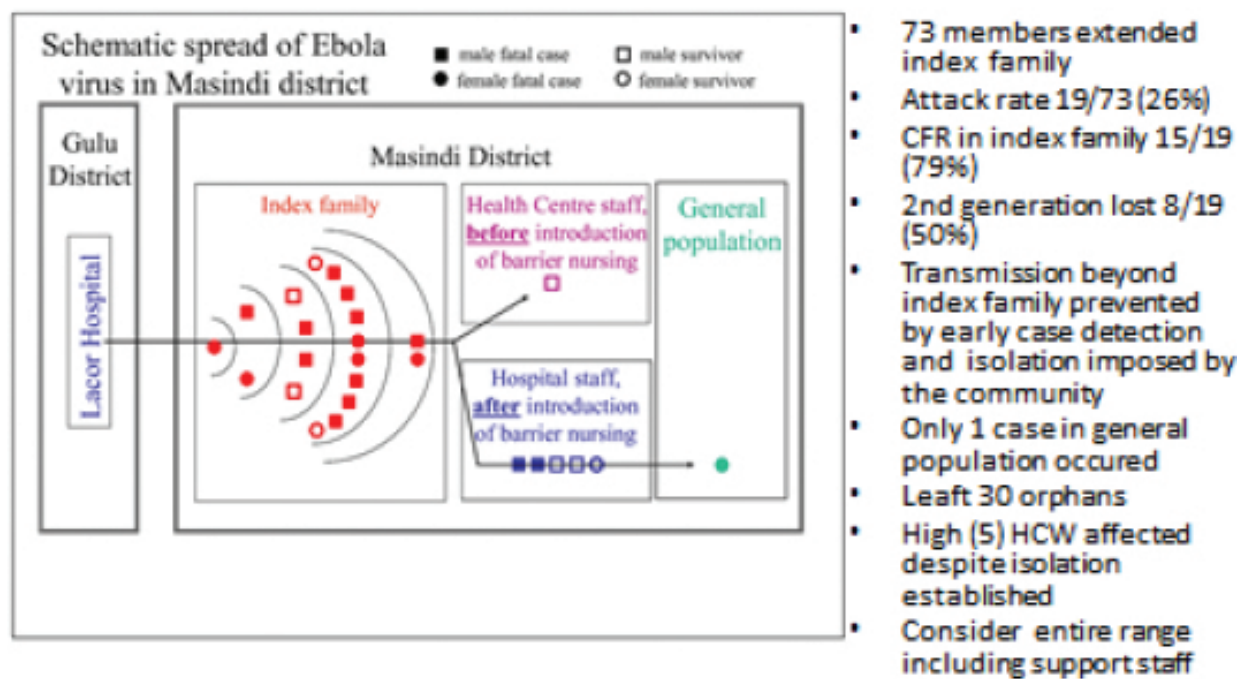 Schematic spread of Ebola
virus in Masindi district
male fatal case
male survivor
female fatal case
female survivor
Gulu
District
Lacor Hospital
Masindi District
Index family
Health Centre staff,
before introduction
of barrier nursing
Hospital staff,
after introduction
of barrier nursing
General
population
• 73 members extended
index family
• Attack rate 19/73 (26%)
• CFR in index family 15/19
(79%)
• 2nd generation lost 8/19
(50%)
• Transmission beyond
index family prevented
by early case detection
and isolation imposed by
the community
• Only 1 case in general
population occured
• Leaft 30 orphans
• High (5) HCW affected
despite isolation
established
• Consider entire range
including support staff